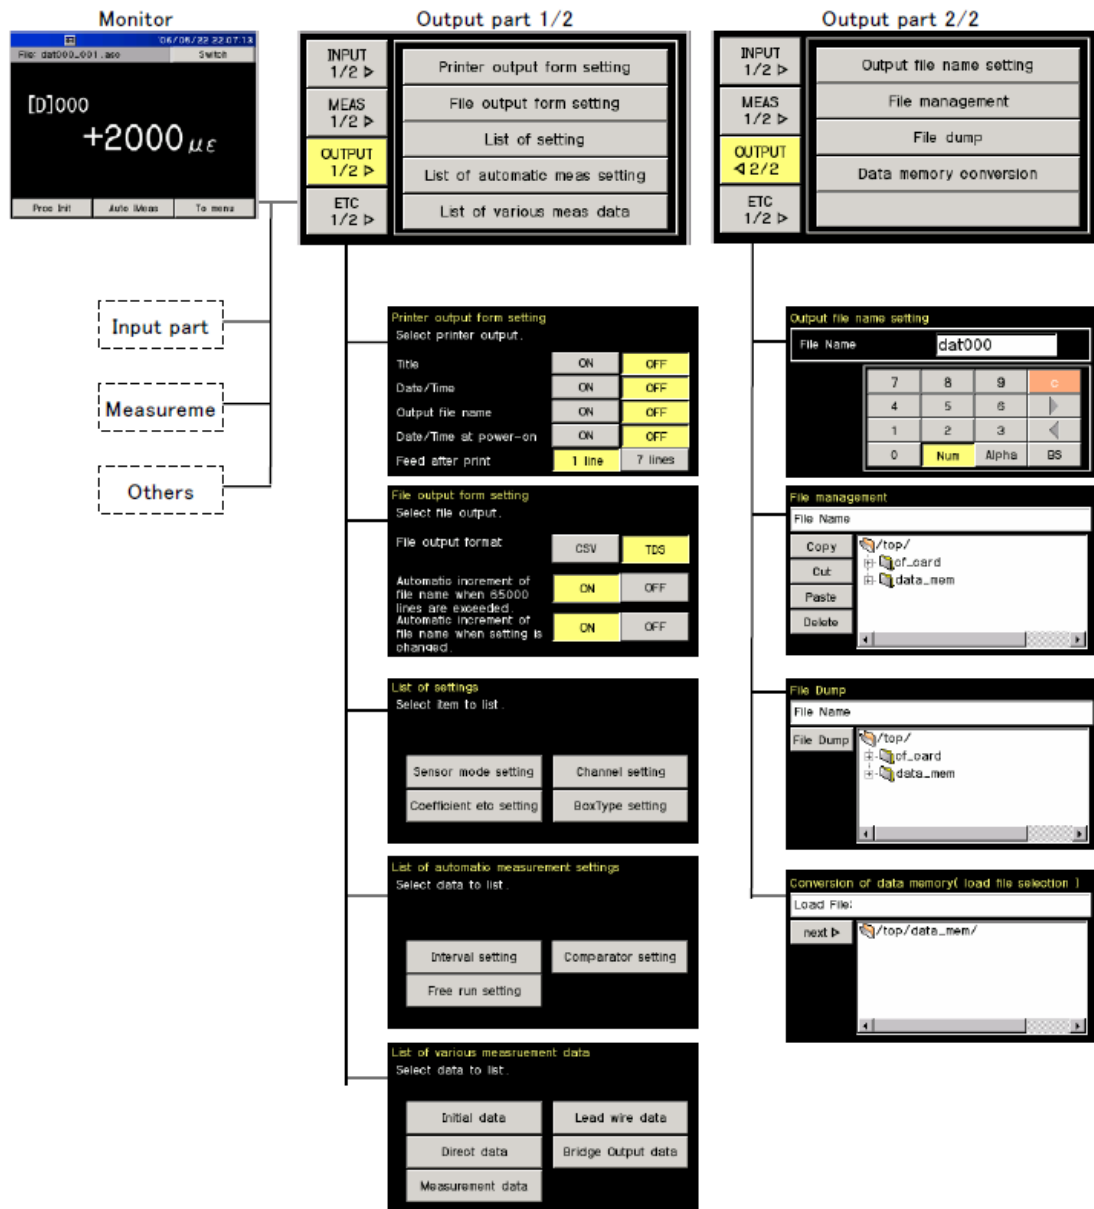 Monitor
'06/06/22 22:07:13
File: dat000_001.asc
Switch
[D]000
+2000 με
Proc Init
Auto Meas
To menu
Input part
Measureme
Others
Output part 1/2
INPUT
1/2 ▷
MEAS
1/2 ▷
OUTPUT
1/2 ▷
ETC
1/2 ▷
Printer output form setting
File output form setting
List of setting
List of automatic meas setting
List of various meas data
Printer output form setting
Select printer output.
Title ON OFF
Date/Time ON OFF
Output file name ON OFF
Date/Time at power-on ON OFF
Feed after print 1 line 7 lines
File output form setting
Select file output.
File output format CSV TDS
Automatic increment of
file name when 65000
lines are exceeded.
ON OFF
Automatic increment of
file name when setting is
changed.
ON OFF
List of settings
Select item to list.
Sensor mode setting
Channel setting
Coefficient etc setting
BoxType setting
List of automatic measurement settings
Select data to list.
Interval setting
Comparator setting
Free run setting
List of various measruement data
Select data to list.
Initial data
Lead wire data
Direct data
Bridge Output data
Measurement data
Output part 2/2
INPUT
1/2 ▷
MEAS
1/2 ▷
OUTPUT
◁ 2/2
ETC
1/2 ▷
Output file name setting
File management
File dump
Data memory conversion
Output file name setting
File Name dat000
7 8 9 C
4 5 6
1 2 3
0 Num Alpha BS
File management
File Name
Copy
Cut
Paste
Delete
/top/
cf_card
data_mem
File Dump
File Name
File Dump
/top/
cf_card
data_mem
Conversion of data memory( load file selection )
Load File:
next ▷
/top/data_mem/